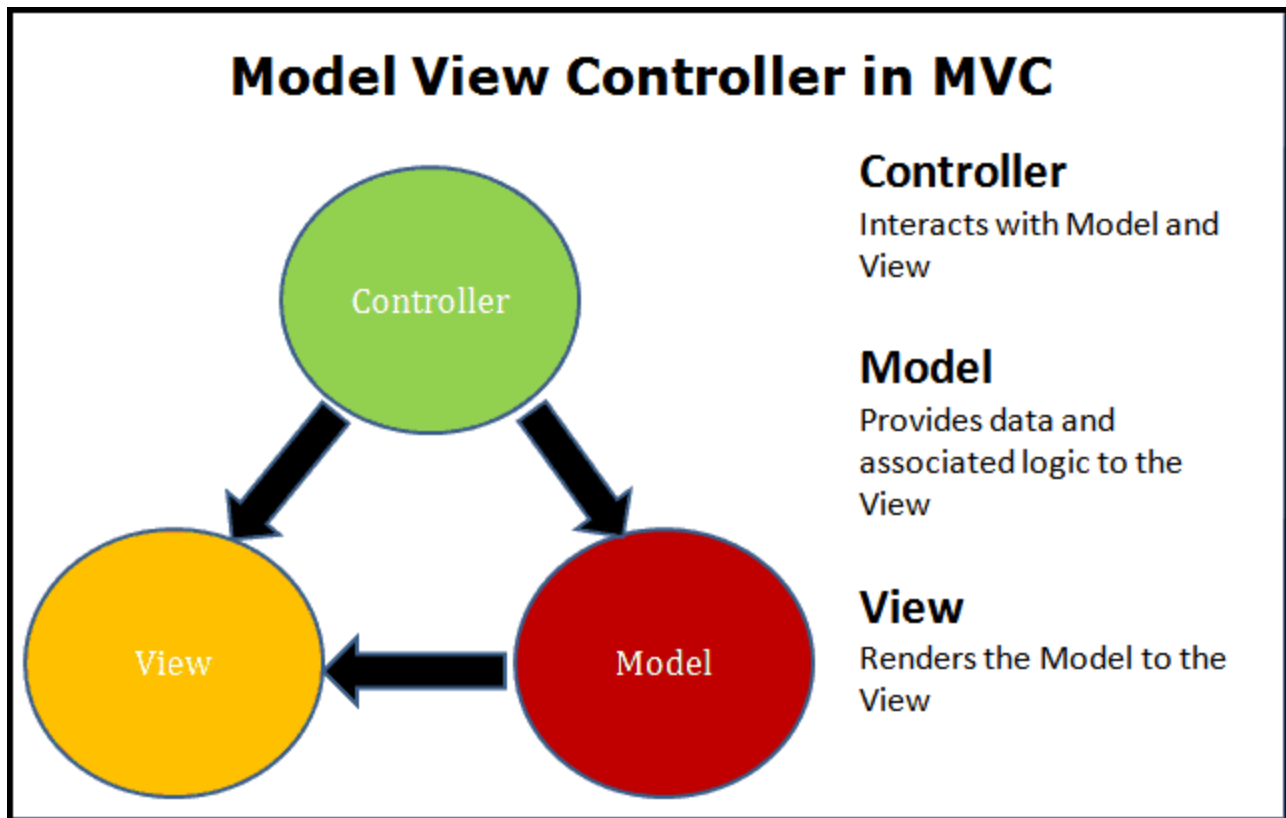 Model View Controller in MVC
Controller
Interacts with Model and
View
Model
Provides data and
associated logic to the
View
View
Renders the Model to the
View
Controller
View
Model